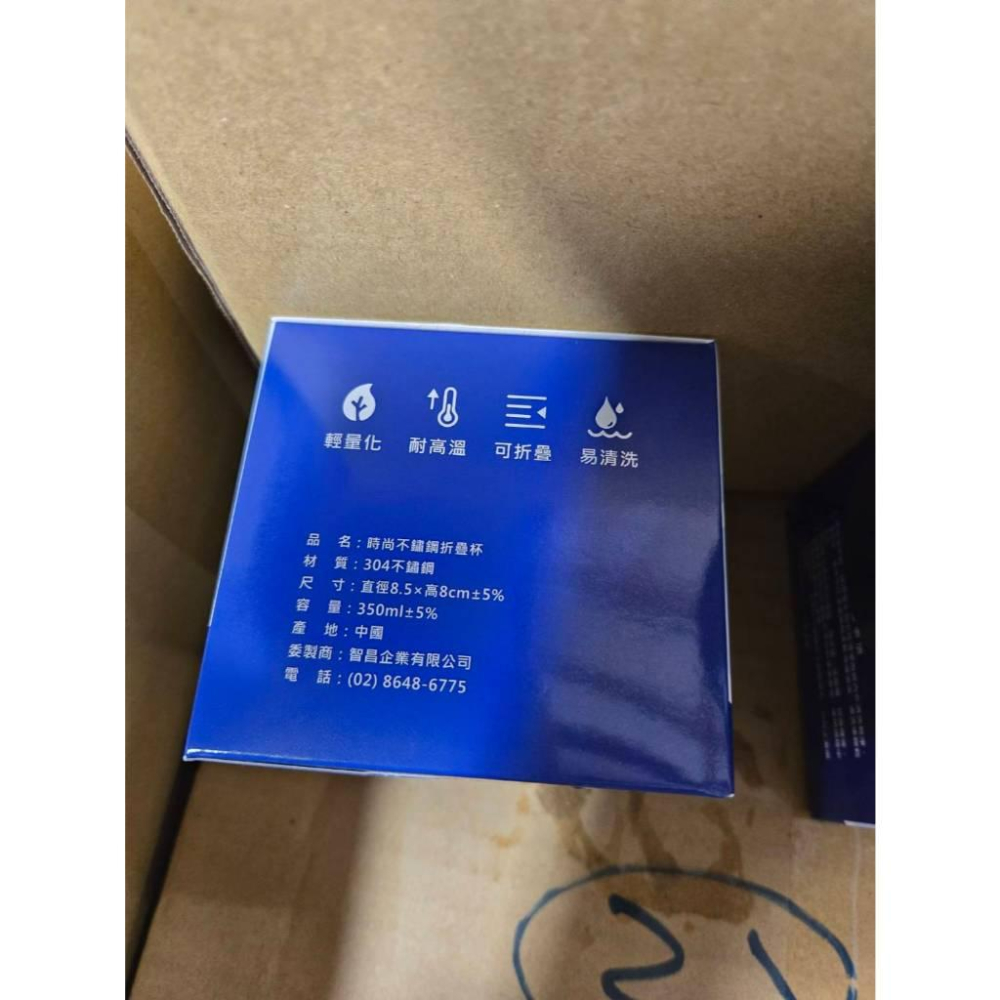 輕量化 耐高溫 可折疊 易清洗
品 名：時尚不鏽鋼折疊杯
材 質：304不鏽鋼
尺 寸：直徑8.5×高8cm±5%
容 量：350ml±5%
產 地：中國
委製商：智昌企業有限公司
電 話：(02) 8648-6775